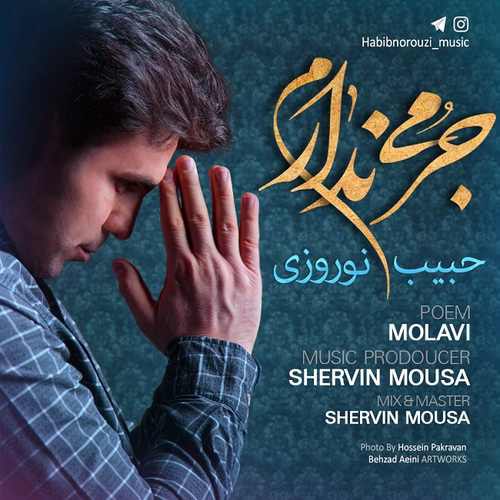 Habibnorouzi_music
جرمی ندارم
حبیب نوروزی
POEM
MOLAVI
MUSIC PRODOUCER
SHERVIN MOUSA
MIX & MASTER
SHERVIN MOUSA
Photo By Hossein Pakravan
Behzad Aeini ARTWORKS